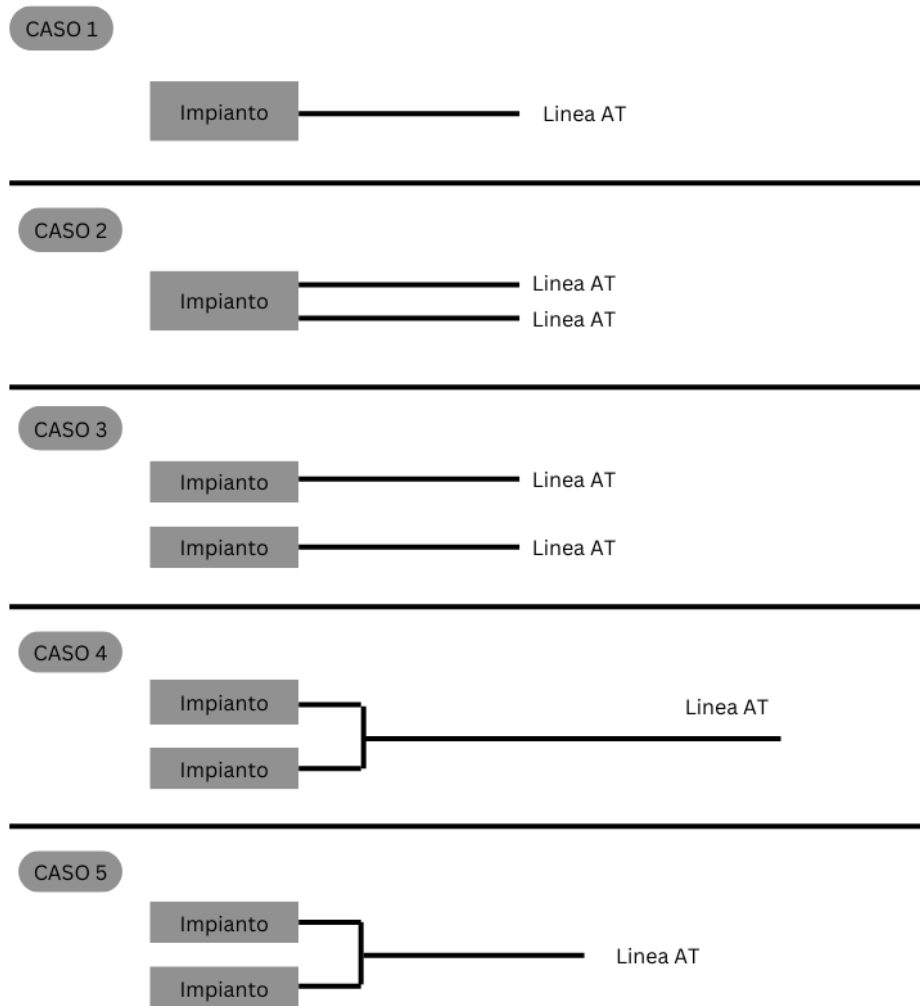 CASO 1
Impianto
Linea AT
CASO 2
Impianto
Linea AT
Linea AT
CASO 3
Impianto
Linea AT
Impianto
Linea AT
CASO 4
Impianto
Linea AT
Impianto
CASO 5
Impianto
Linea AT
Impianto